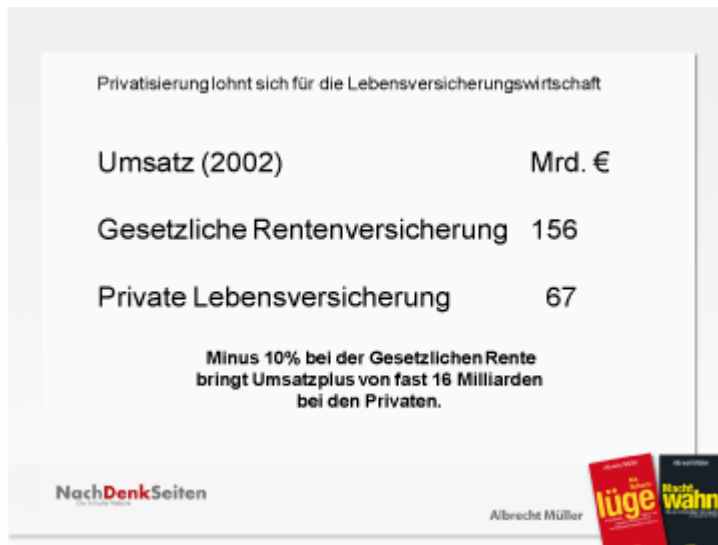 Privatisierung lohnt sich für die Lebensversicherungswirtschaft
Umsatz (2002) Mrd. €
Gesetzliche Rentenversicherung 156
Private Lebensversicherung 67
Minus 10% bei der Gesetzlichen Rente
bringt Umsatzplus von fast 16 Milliarden
bei den Privaten.
NachDenkSeiten
Albrecht Müller
lüge
Macht
wahn